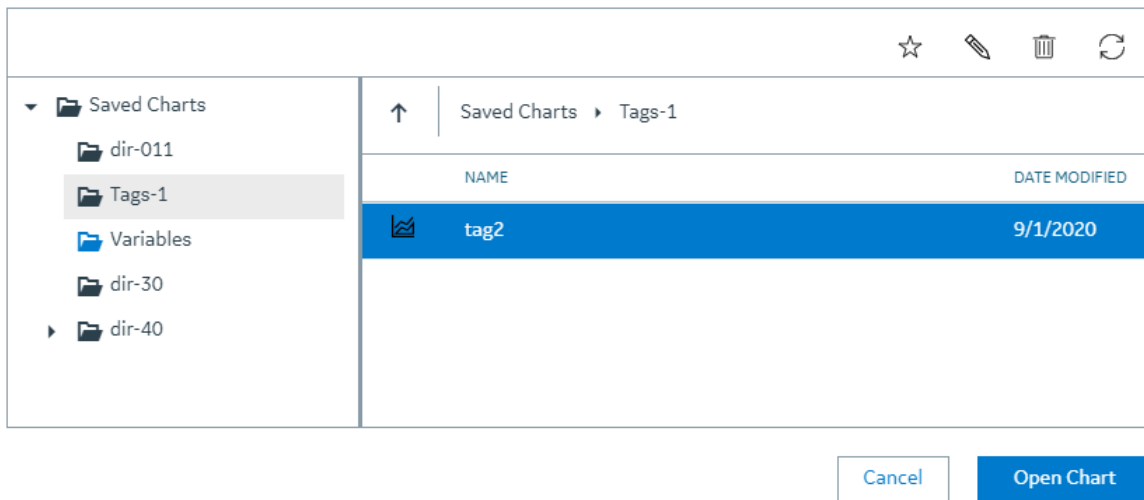 Saved Charts
dir-011
Tags-1
Variables
dir-30
dir-40
Saved Charts Tags-1
NAME DATE MODIFIED
tag2 9/1/2020
Cancel Open Chart